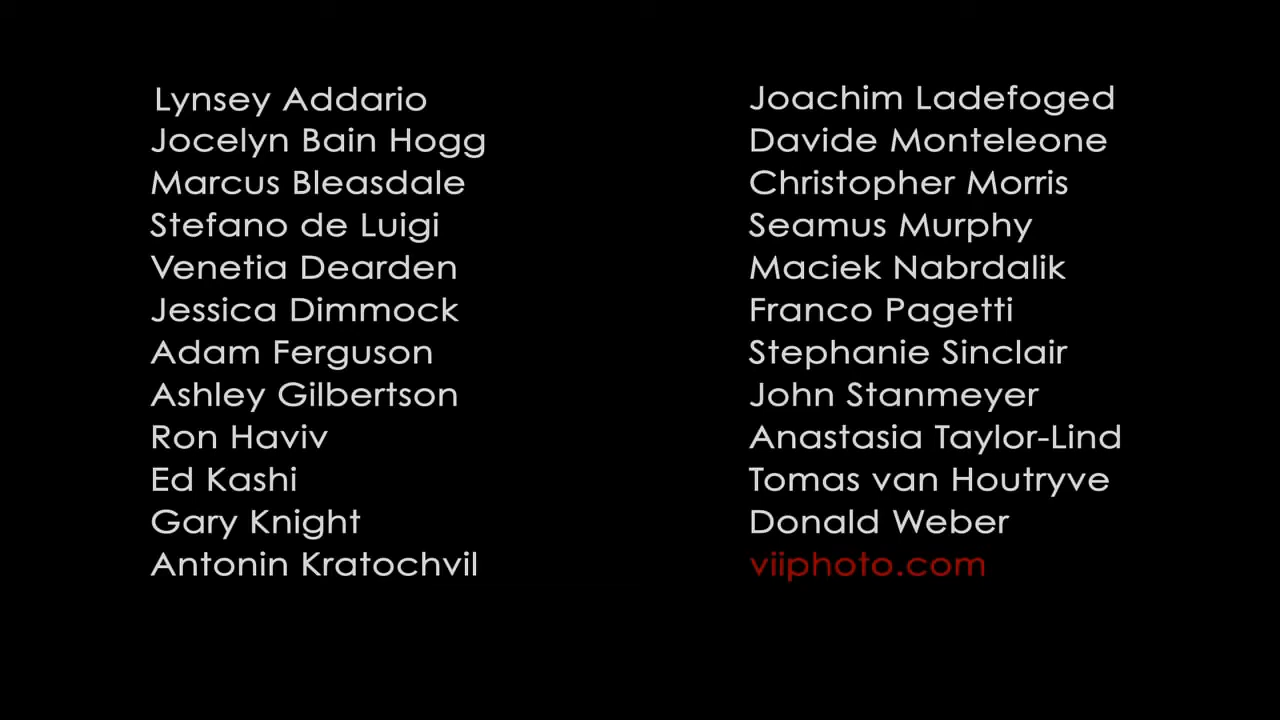 Lynsey Addario
Jocelyn Bain Hogg
Marcus Bleasdale
Stefano de Luigi
Venetia Dearden
Jessica Dimmock
Adam Ferguson
Ashley Gilbertson
Ron Haviv
Ed Kashi
Gary Knight
Antonin Kratochvil
Joachim Ladefoged
Davide Monteleone
Christopher Morris
Seamus Murphy
Maciek Nabrdalik
Franco Pagetti
Stephanie Sinclair
John Stanmeyer
Anastasia Taylor-Lind
Tomas van Houtryve
Donald Weber
viiphoto.com